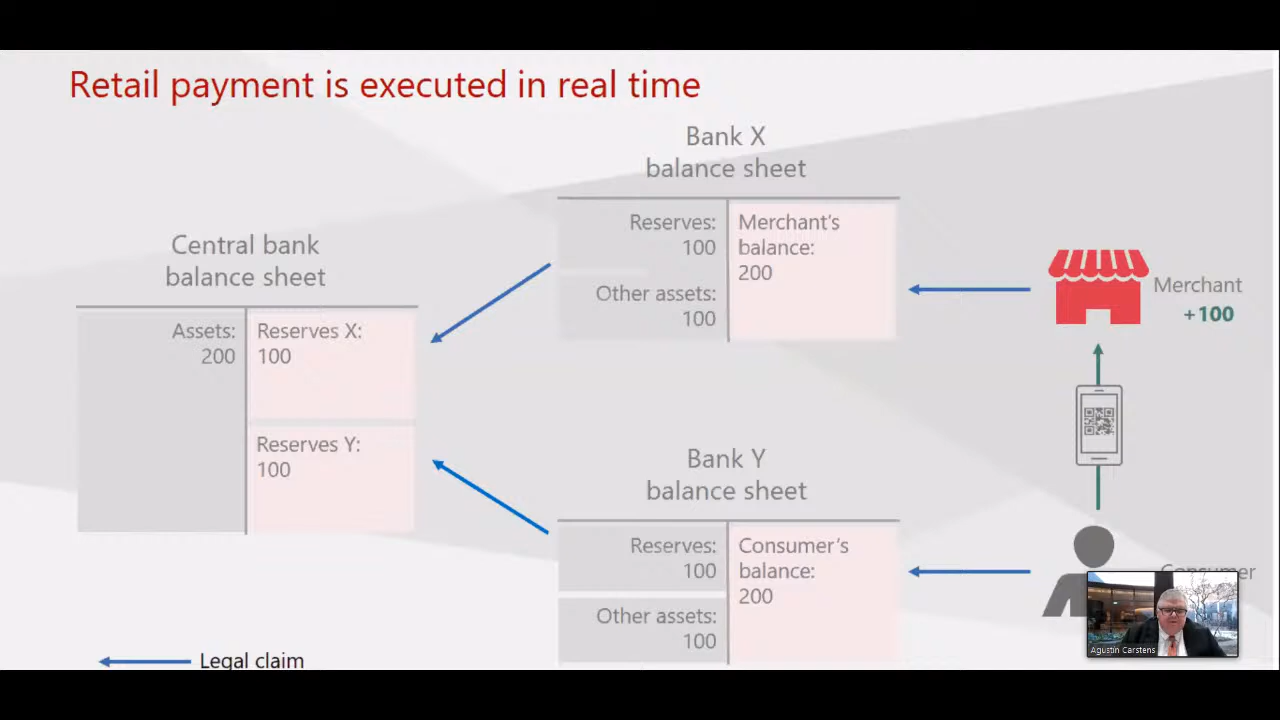 Retail payment is executed in real time
Bank X
balance sheet
Reserves:
100
Other assets:
100
Merchant's
balance:
200
Central bank
balance sheet
Assets:
200
Reserves X:
100
Reserves Y:
100
Merchant
+100
Bank Y
balance sheet
Reserves:
100
Other assets:
100
Consumer's
balance:
200
Consumer
Agustín Carstens
Legal claim